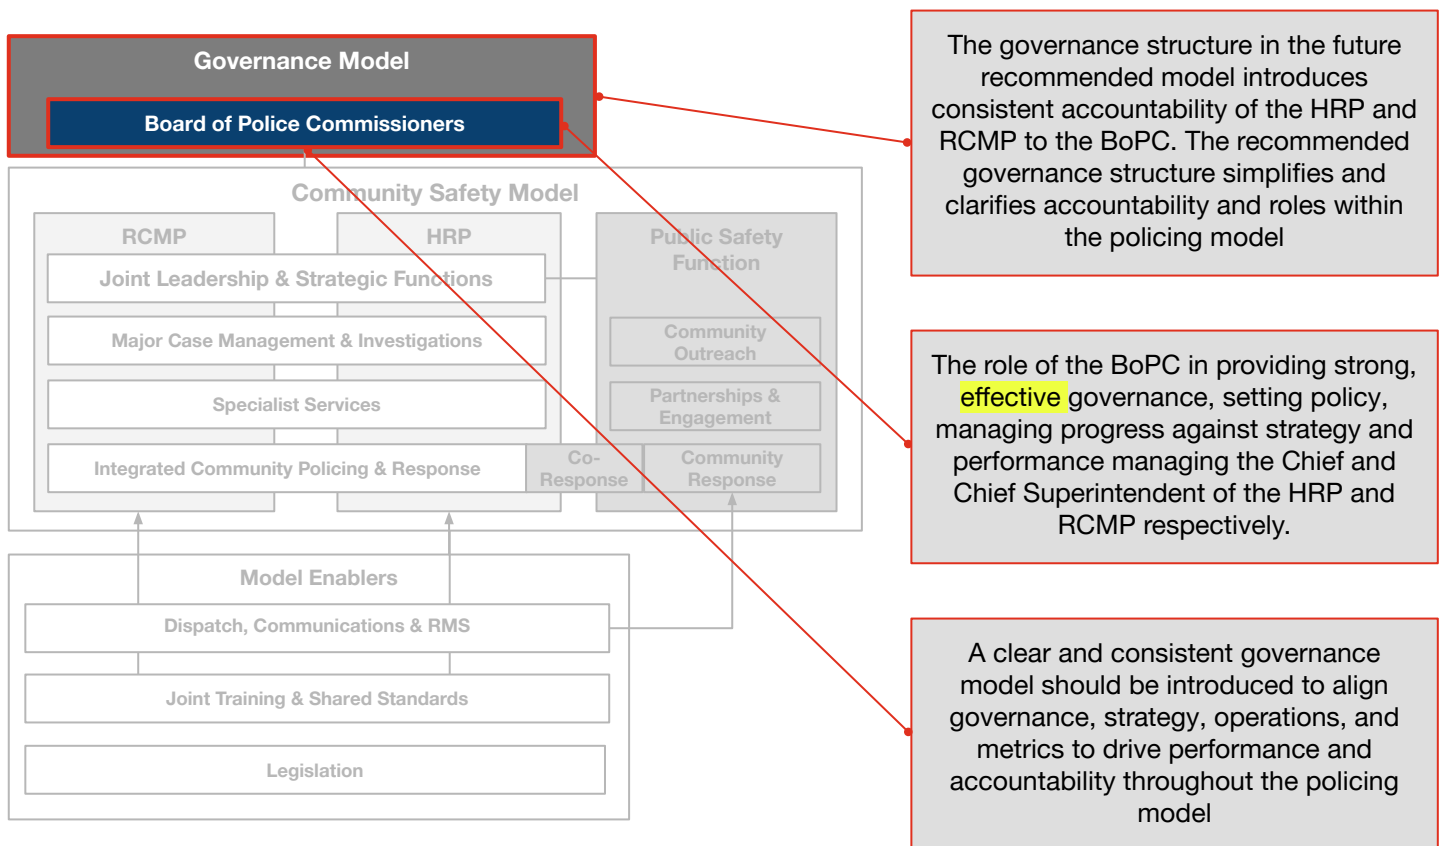 Governance Model
Board of Police Commissioners
Community Safety Model
RCMP
HRP
Public Safety
Function
Joint Leadership & Strategic Functions
Major Case Management & Investigations
Community
Outreach
Specialist Services
Partnerships &
Engagement
Integrated Community Policing & Response
Co-
Response
Community
Response
Model Enablers
Dispatch, Communications & RMS
Joint Training & Shared Standards
Legislation
The governance structure in the future
recommended model introduces
consistent accountability of the HRP and
RCMP to the BoPC. The recommended
governance structure simplifies and
clarifies accountability and roles within
the policing model
The role of the BoPC in providing strong,
effective governance, setting policy,
managing progress against strategy and
performance managing the Chief and
Chief Superintendent of the HRP and
RCMP respectively.
A clear and consistent governance
model should be introduced to align
governance, strategy, operations, and
metrics to drive performance and
accountability throughout the policing
model